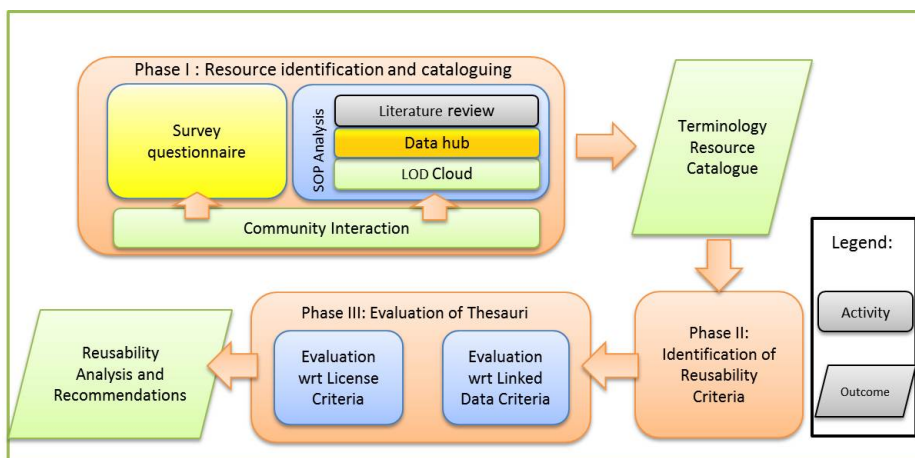 Phase I : Resource identification and cataloguing
Survey
questionnaire
SOP Analysis
Literature review
Data hub
LOD Cloud
Community Interaction
Terminology
Resource
Catalogue
Legend:
Activity
Outcome
Phase II:
Identification of
Reusability
Criteria
Phase III: Evaluation of Thesauri
Evaluation
wrt License
Criteria
Evaluation
wrt Linked
Data Criteria
Reusability
Analysis and
Recommendations